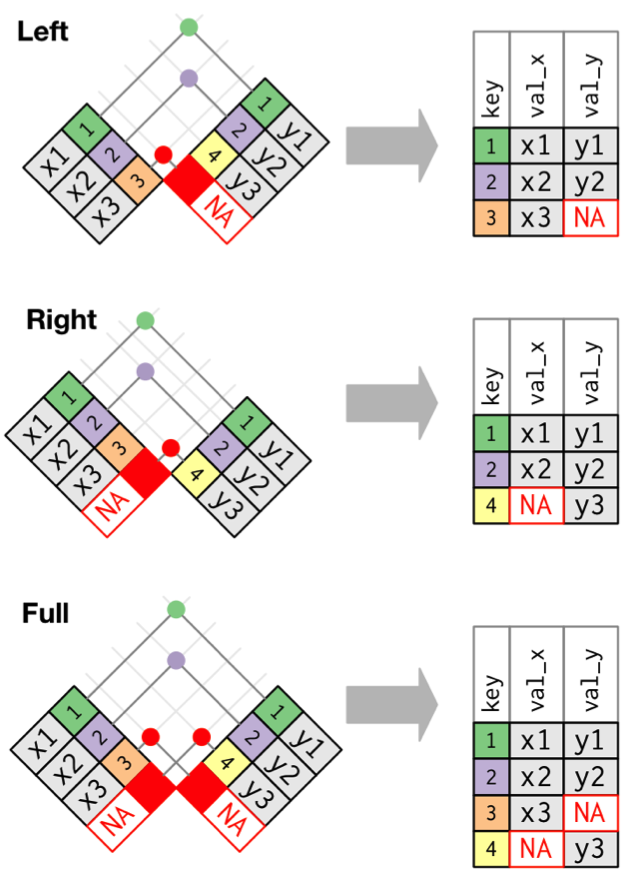 Left
1 2 3
x1 x2 x3
1 2 4
y1 y2 y3 NA
key val_x val_y
1 x1 y1
2 x2 y2
3 x3 NA
Right
1 2 3
x1 x2 x3 NA
1 2 4
y1 y2 y3
key val_x val_y
1 x1 y1
2 x2 y2
4 NA y3
Full
1 2 3
x1 x2 x3 NA
1 2 4
y1 y2 y3 NA
key val_x val_y
1 x1 y1
2 x2 y2
3 x3 NA
4 NA y3